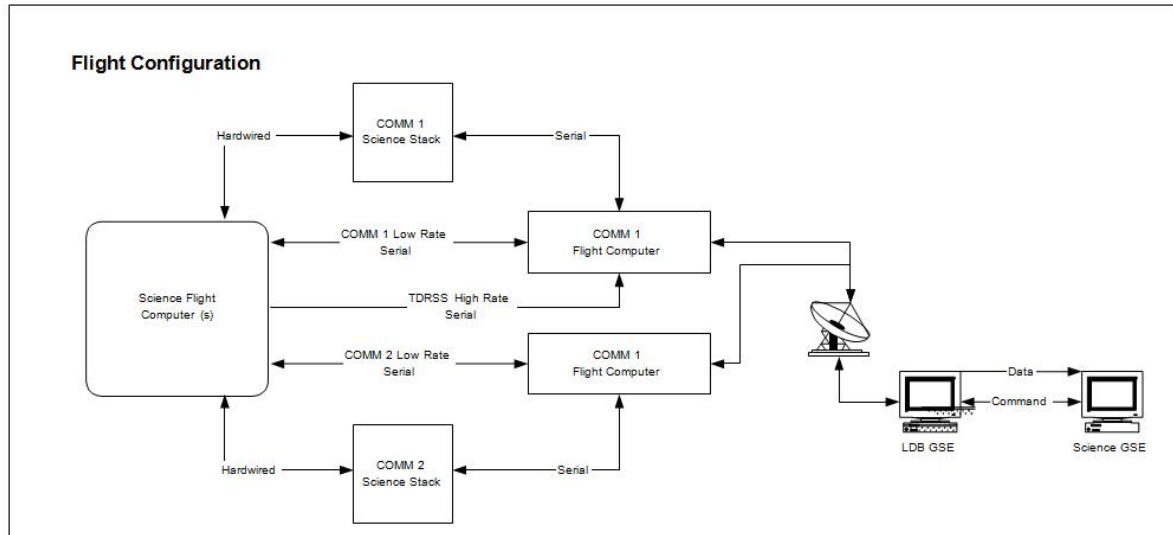 Flight Configuration
COMM 1
Science Stack
Hardwired
Serial
COMM 1 Low Rate
Serial
COMM 1
Flight Computer
Science Flight
Computer (s)
TDRSS High Rate
Serial
COMM 2 Low Rate
Serial
COMM 1
Flight Computer
Data
Command
LDB GSE
Science GSE
COMM 2
Science Stack
Hardwired
Serial